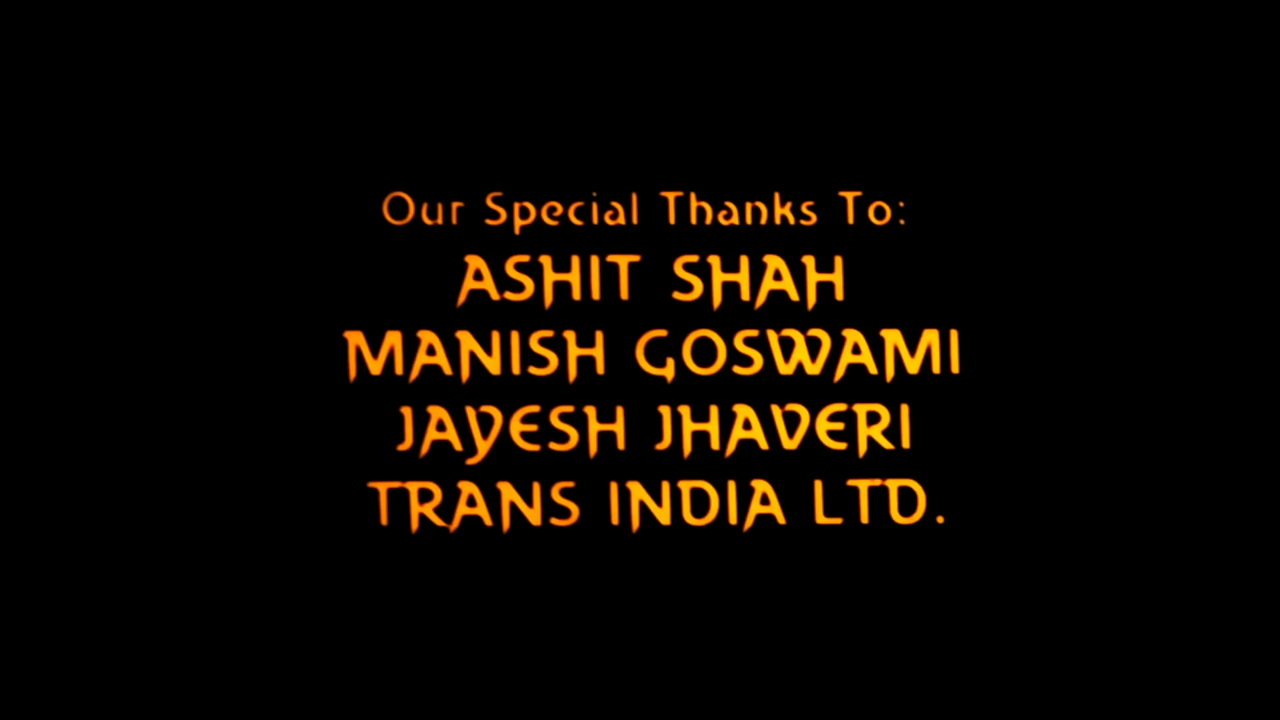 Our Special Thanks To:
ASHIT SHAH
MANISH GOSWAMI
JAYESH JHAVERI
TRANS INDIA LTD.